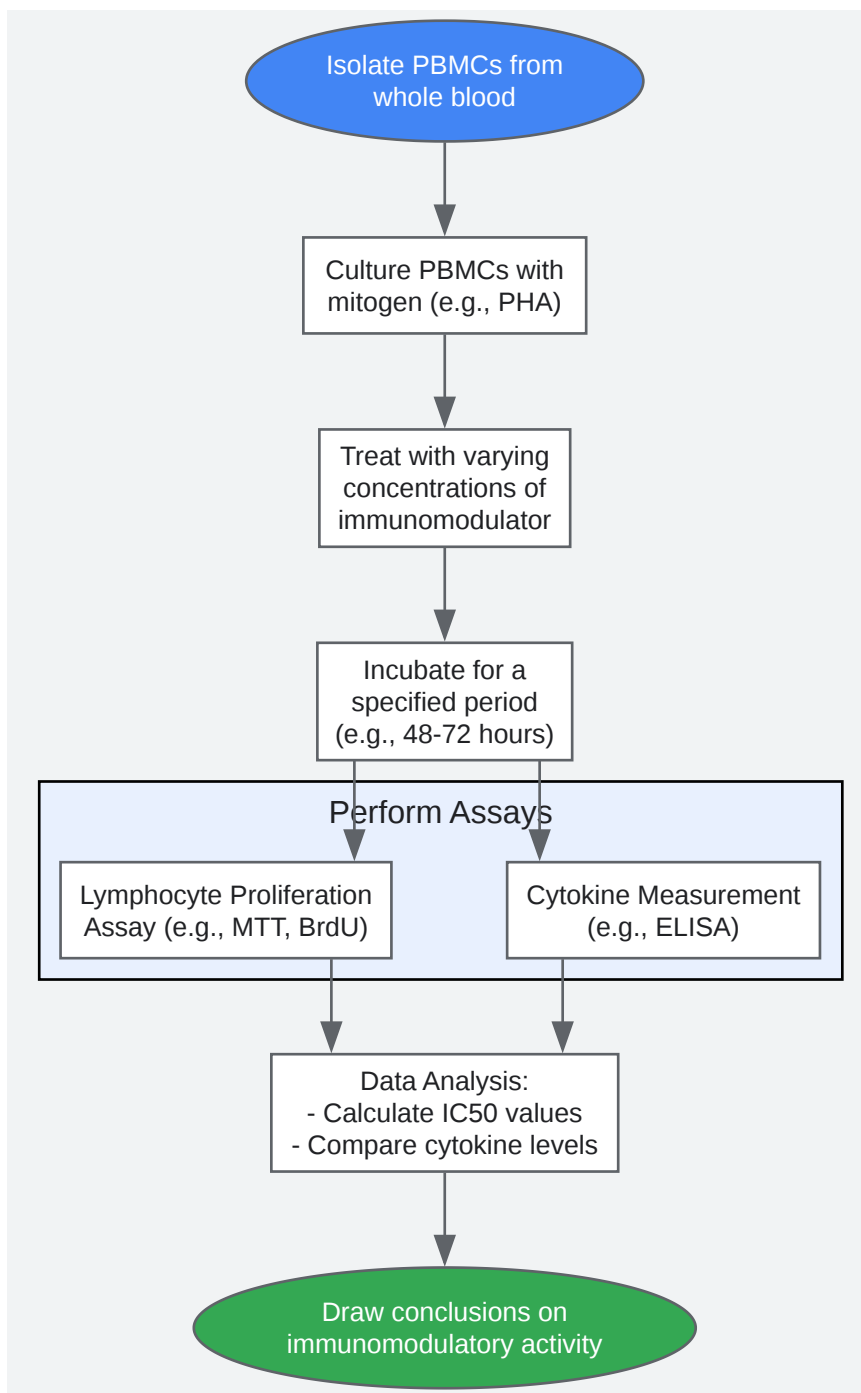 Isolate PBMCs from
whole blood
Culture PBMCs with
mitogen (e.g., PHA)
Treat with varying
concentrations of
immunomodulator
Incubate for a
specified period
(e.g., 48-72 hours)
Perform Assays
Lymphocyte Proliferation
Assay (e.g., MTT, BrdU)
Cytokine Measurement
(e.g., ELISA)
Data Analysis:
- Calculate IC50 values
- Compare cytokine levels
Draw conclusions on
immunomodulatory activity